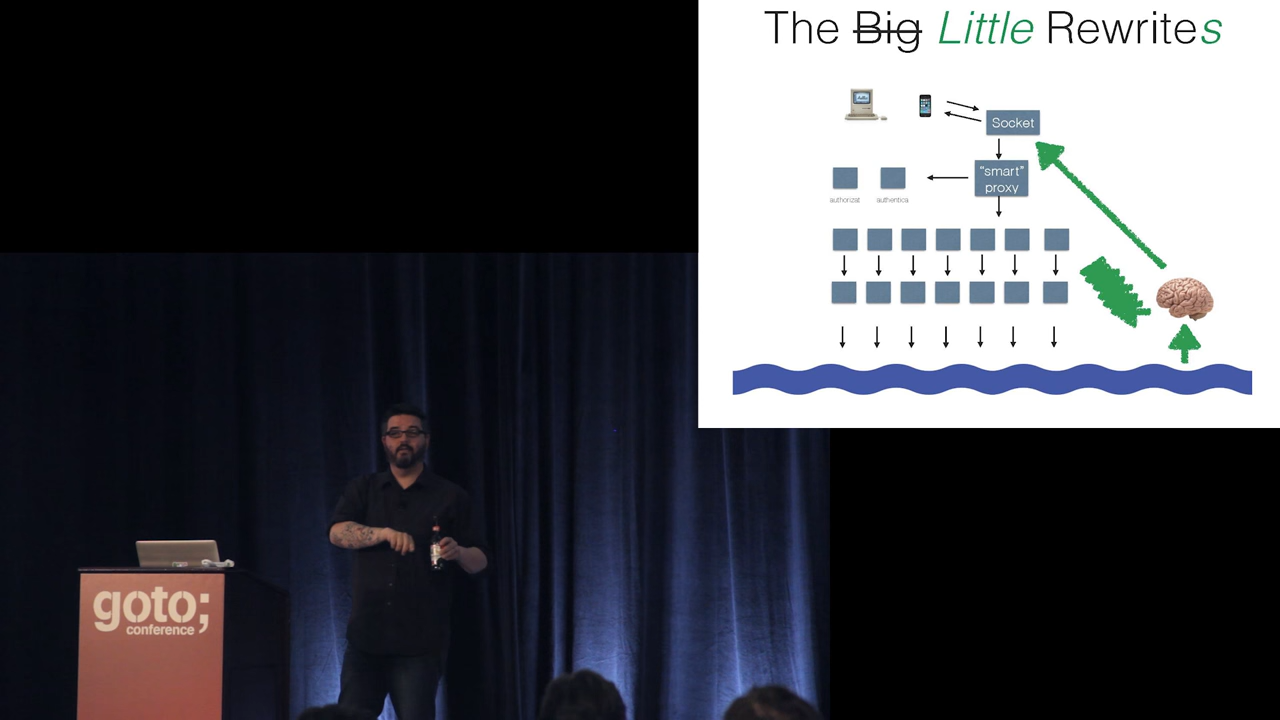 The Big Little Rewrites
Socket
"smart"
proxy
authorizat
authentica
goto;
conference